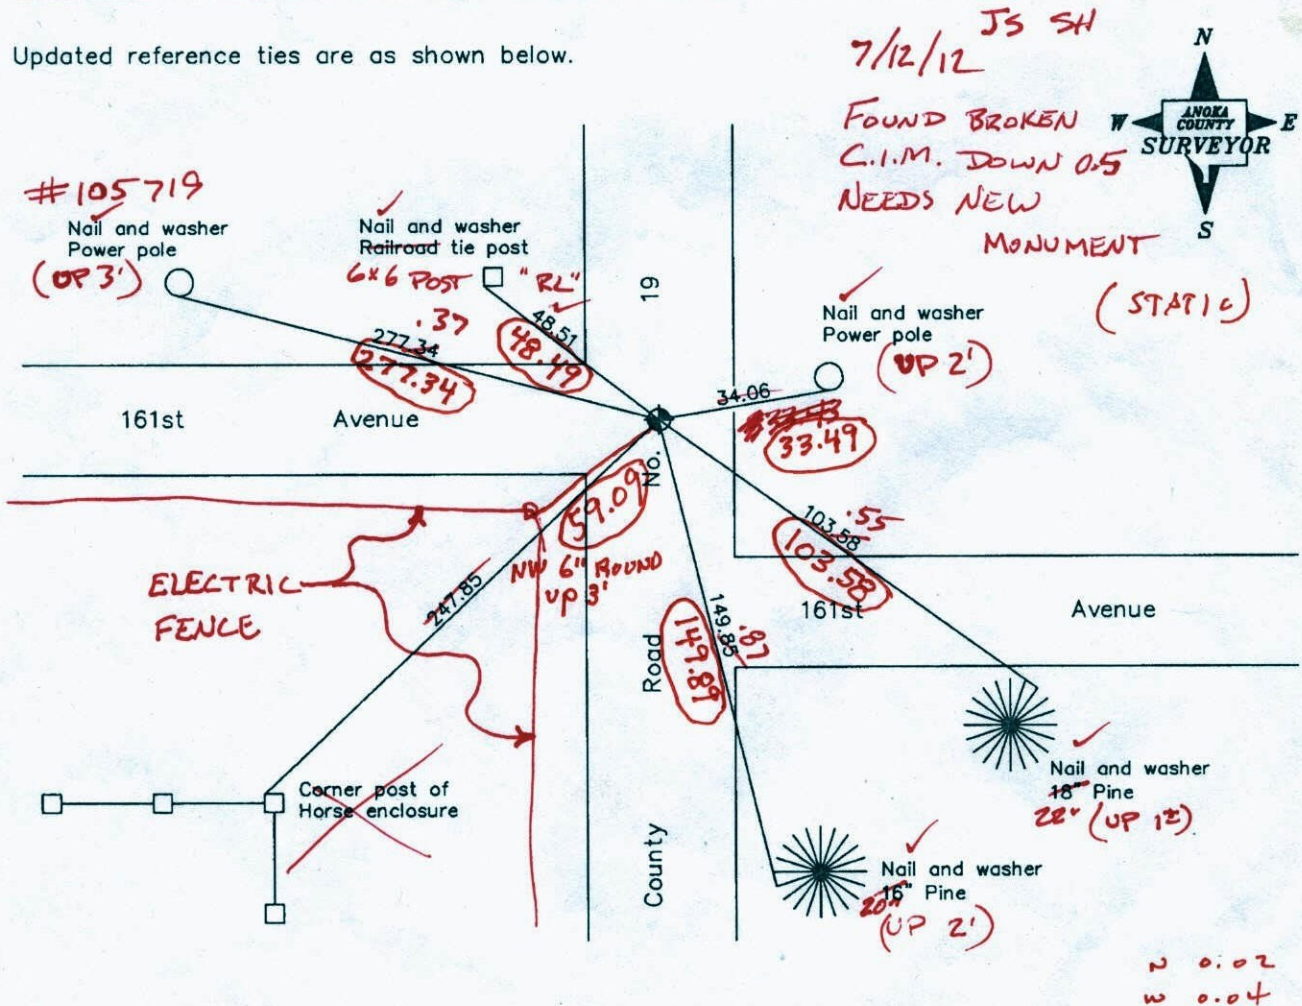 JS SH
7/12/12
Updated reference ties are as shown below.
N
W
ANOKA
COUNTY
E
SURVEYOR
S
FOUND BROKEN
C.I.M. DOWN 0.5
NEEDS NEW
MONUMENT
(STATIC)
#105719
Nail and washer
Power pole
(UP 3')
Nail and washer
Railroad tie post
6x6 POST "RL"
19
Nail and washer
Power pole
(UP 2')
277.34
.37
277.34
48.51
48.49
34.06
33.49
161st Avenue
No.
59.09
NW 6" ROUND
UP 3'
103.58
.55
103.58
ELECTRIC
FENCE
247.85
149.85
.87
149.89
161st Avenue
Road
Corner post of
Horse enclosure
Nail and washer
18" Pine
22" (UP 1±)
County
Nail and washer
16" Pine
20"
(UP 2')
N 0.02
W 0.04